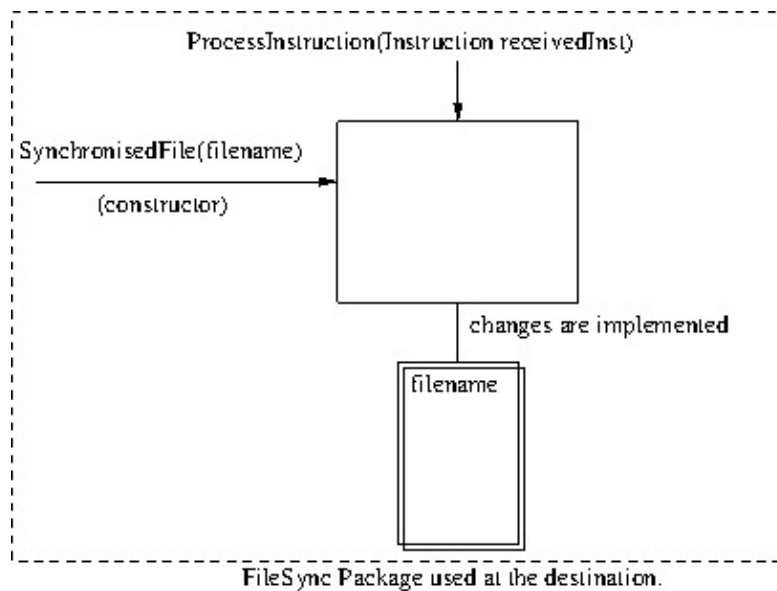 ProcessInstruction(Instruction receivedInst)
SynchronisedFile(filename)
(constructor)
changes are implemented
filename
FileSync Package used at the destination.